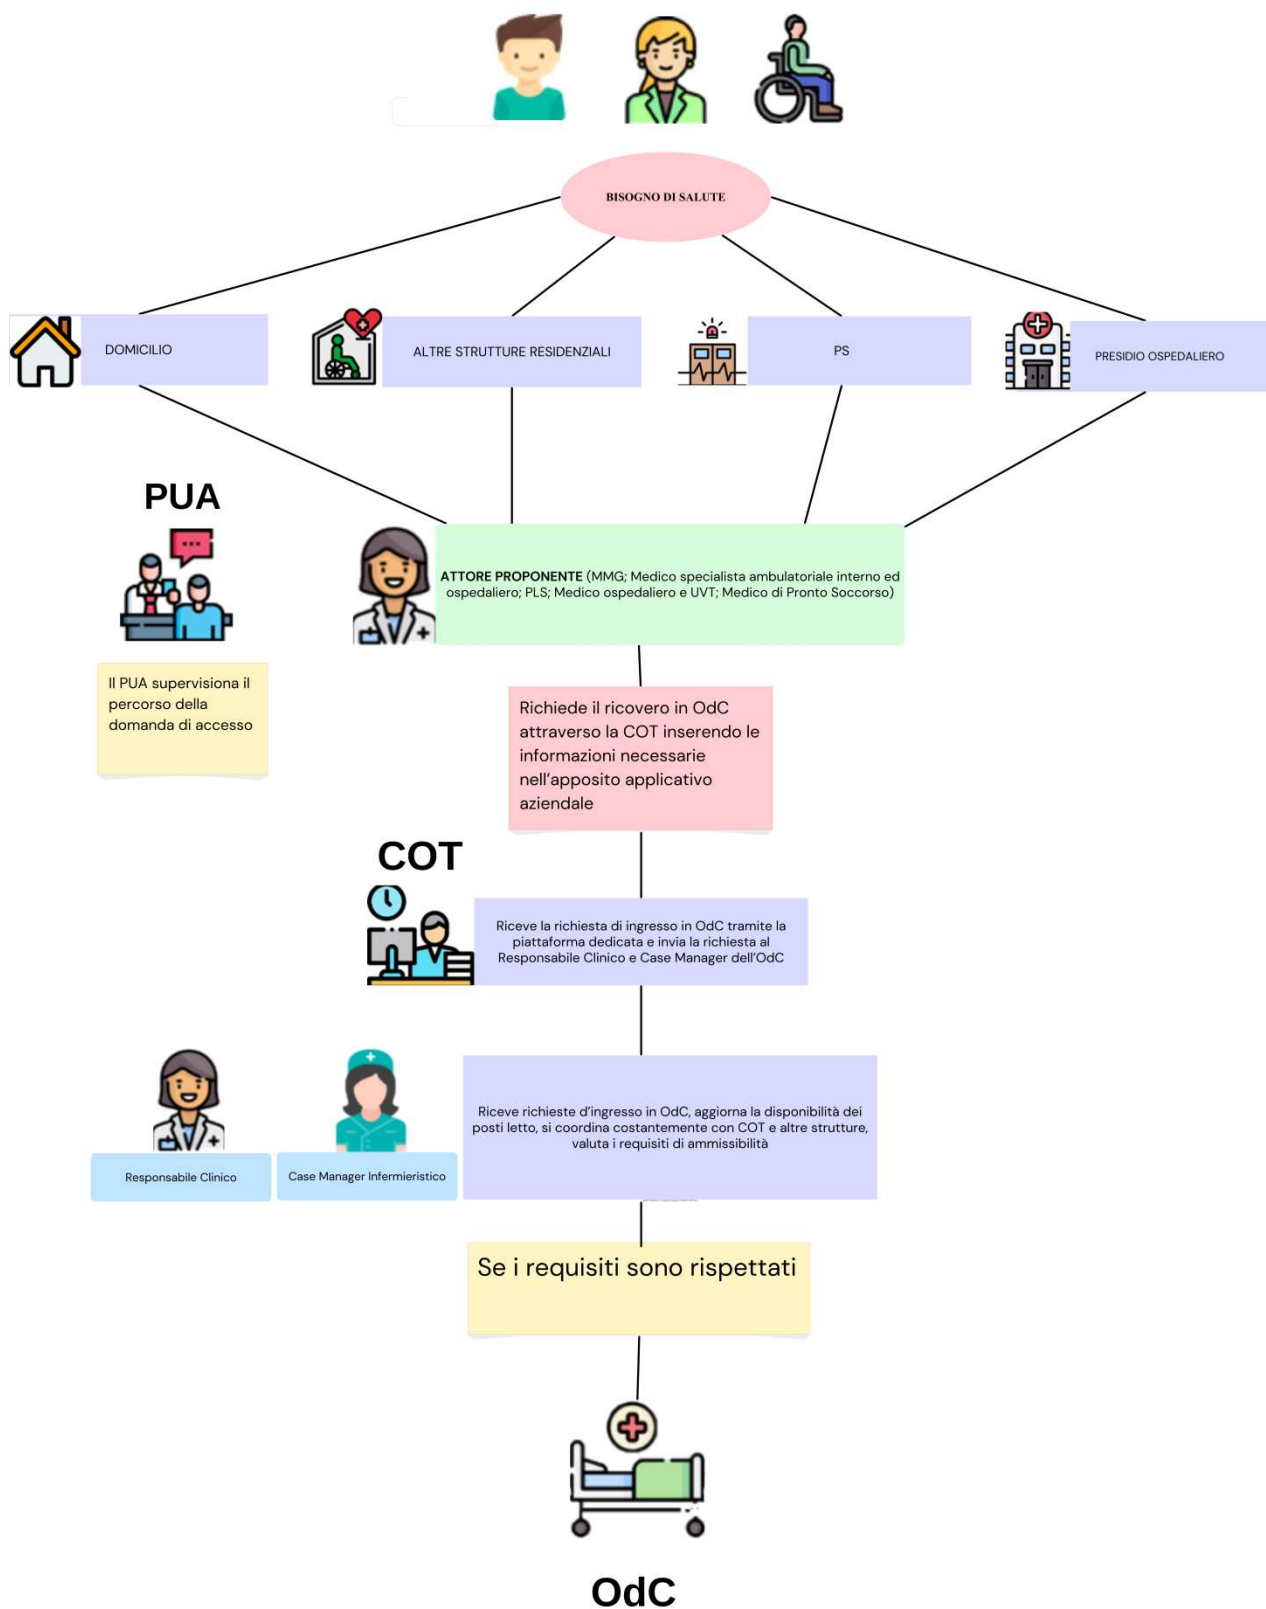 BISOGNO DI SALUTE
DOMICILIO
ALTRE STRUTTURE RESIDENZIALI
PS
PRESIDIO OSPEDALIERO
PUA
ATTORE PROPONENTE (MMG; Medico specialista ambulatoriale interno ed
ospedaliero; PLS; Medico ospedaliero e UVT; Medico di Pronto Soccorso)
Il PUA supervisiona il
percorso della
domanda di accesso
Richiede il ricovero in OdC
attraverso la COT inserendo le
informazioni necessarie
nell'apposito applicativo
aziendale
COT
Riceve la richiesta di ingresso in OdC tramite la
piattaforma dedicata e invia la richiesta al
Responsabile Clinico e Case Manager dell'OdC
Riceve richieste d'ingresso in OdC, aggiorna la disponibilità dei
posti letto, si coordina costantemente con COT e altre strutture,
valuta i requisiti di ammissibilità
Responsabile Clinico
Case Manager Infermieristico
Se i requisiti sono rispettati
OdC